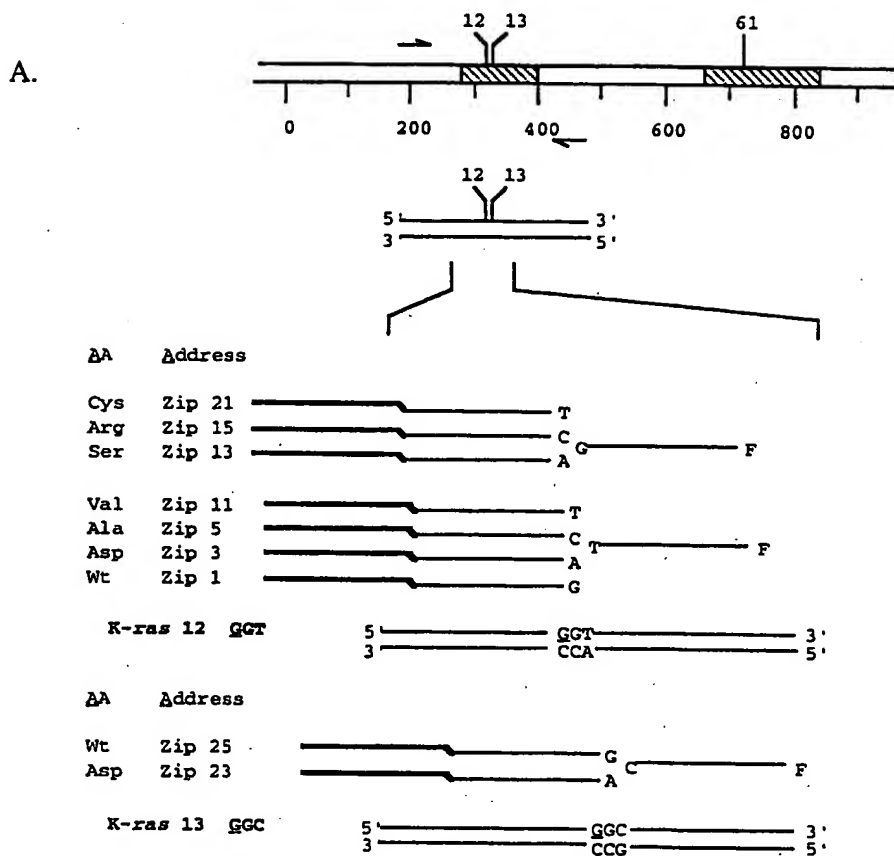 A.
12 13 61
0 200 400 600 800
12 13
5' 3'
3 5'
AA Address
Cys Zip 21 T
Arg Zip 15 C
G F
Ser Zip 13 A
Val Zip 11 T
Ala Zip 5 C
T F
Asp Zip 3 A
Wt Zip 1 G
K-ras 12 GGT 5' GGT 3'
3 CCA 5'
AA Address
Wt Zip 25 G
C F
Asp Zip 23 A
K-ras 13 GGC 5' GGC 3'
3 CCG 5'